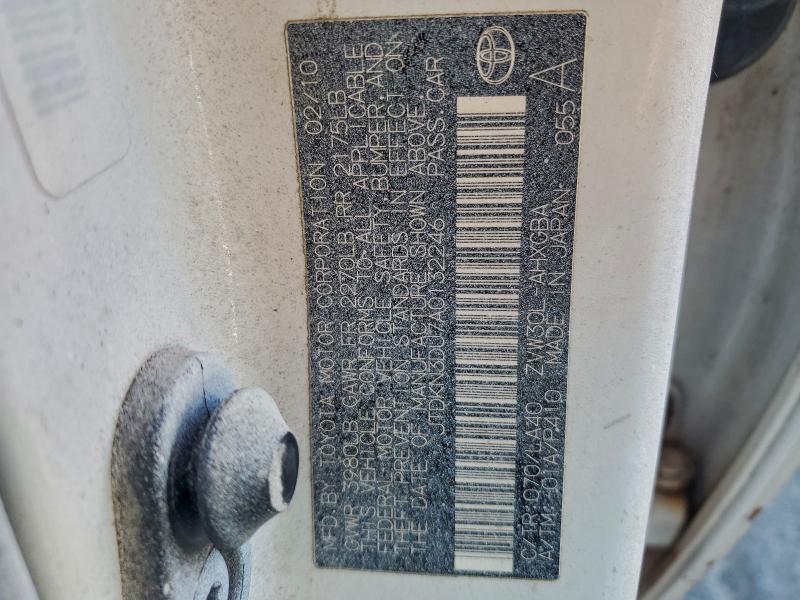 MFD BY TOYOTA MOTOR CORPORATION 02/10
GVWR 3980LB GAWR FR 2270LB RR 2175LB
THIS VEHICLE CONFORMS TO ALL APPLICABLE
FEDERAL MOTOR VEHICLE SAFETY, BUMPER, AND
THEFT PREVENTION STANDARDS IN EFFECT ON
THE DATE OF MANUFACTURE SHOWN ABOVE.
JTDKN3DU7A0132246 PASS. CAR
C/TR: 070/LA40 ZVW30L-AHXGBA
A/TM: -01A/P410 MADE IN JAPAN 055 A